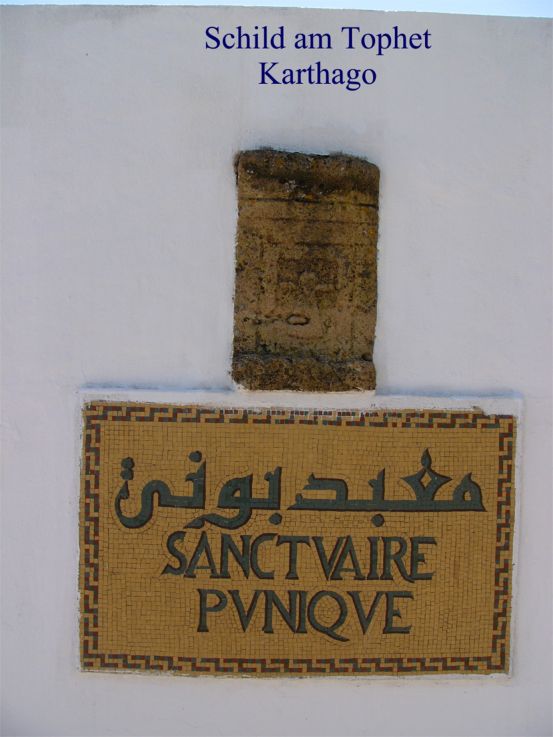 Schild am Tophet
Karthago
معبد بوني
SANCTVAIRE
PVNIQVE